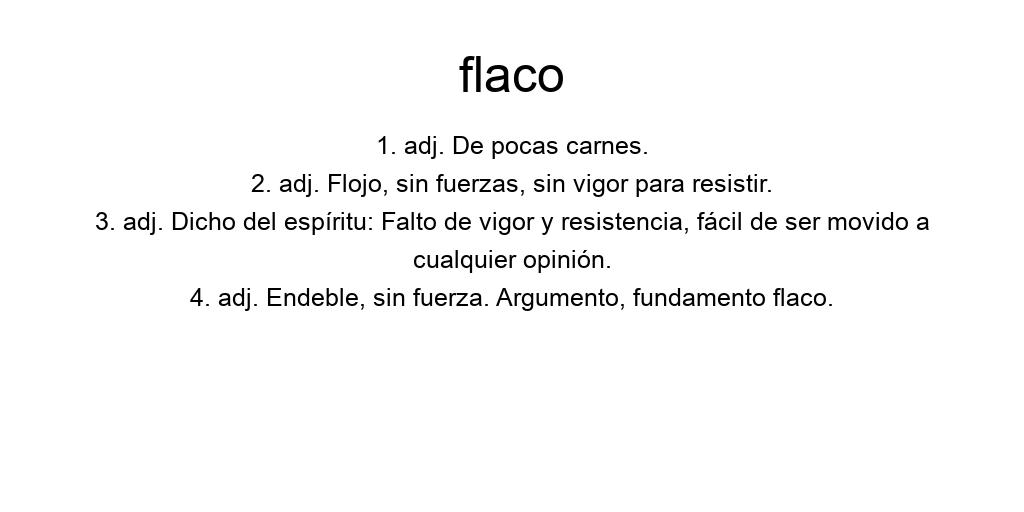 flaco
1. adj. De pocas carnes.
2. adj. Flojo, sin fuerzas, sin vigor para resistir.
3. adj. Dicho del espíritu: Falto de vigor y resistencia, fácil de ser movido a
cualquier opinión.
4. adj. Endeble, sin fuerza. Argumento, fundamento flaco.